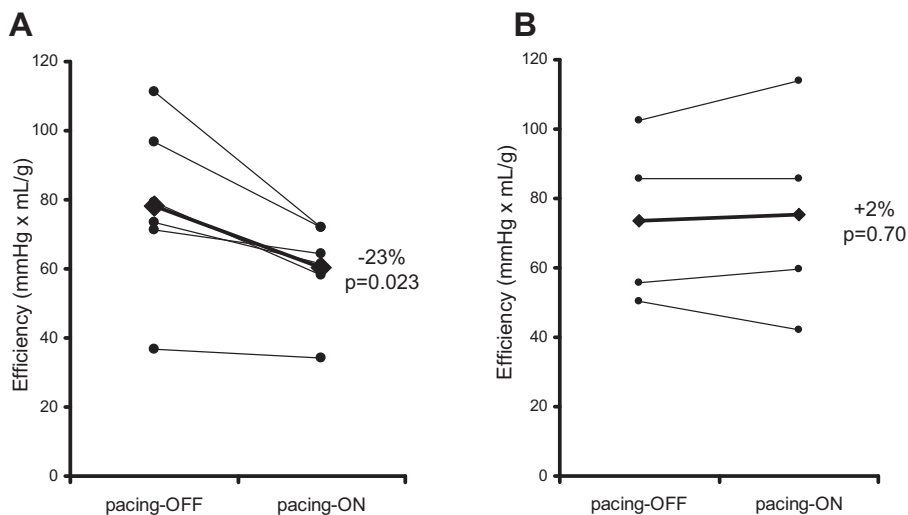 A
Efficiency (mmHg x mL/g)
120
100
80
60
40
20
0
pacing-OFF
pacing-ON
-23%
p=0.023
B
Efficiency (mmHg x mL/g)
120
100
80
60
40
20
0
pacing-OFF
pacing-ON
+2%
p=0.70